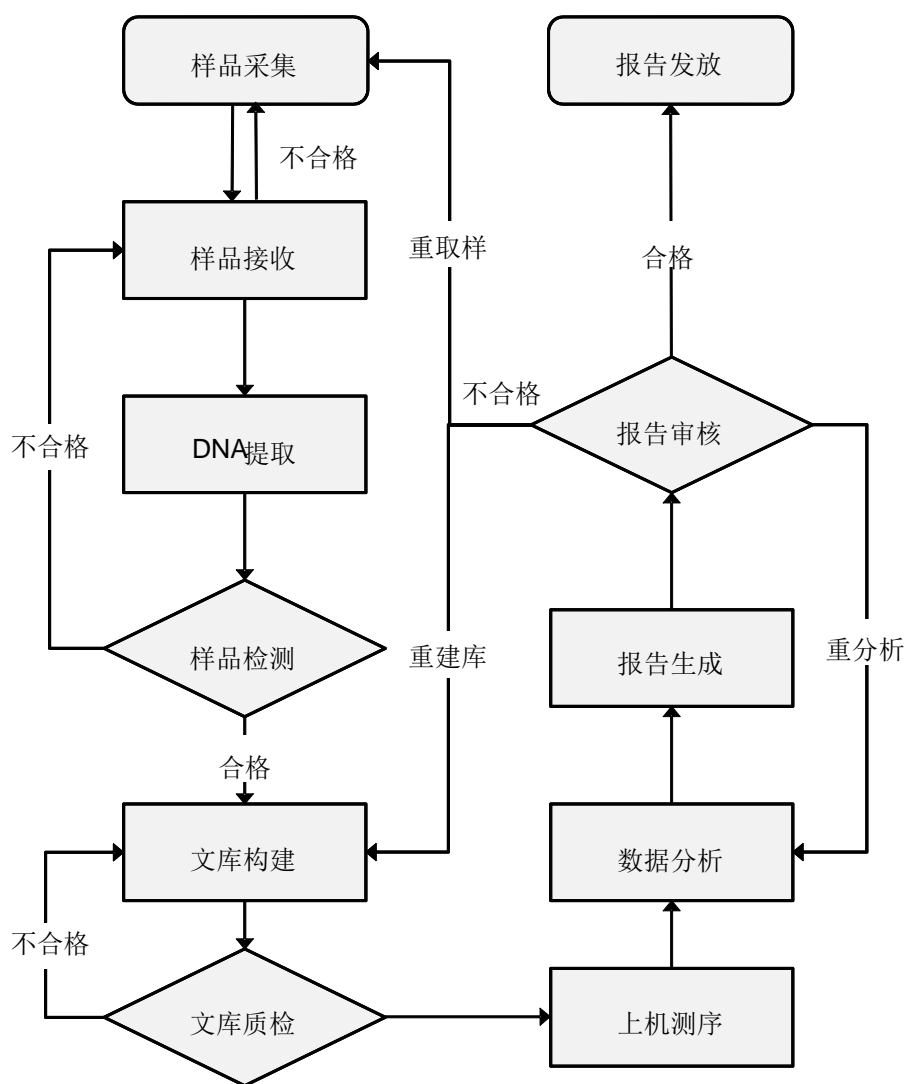 样品采集
报告发放
不合格
样品接收
重取样
合格
不合格
不合格
DNA提取
报告审核
样品检测
重建库
报告生成
重分析
合格
文库构建
数据分析
不合格
文库质检
上机测序